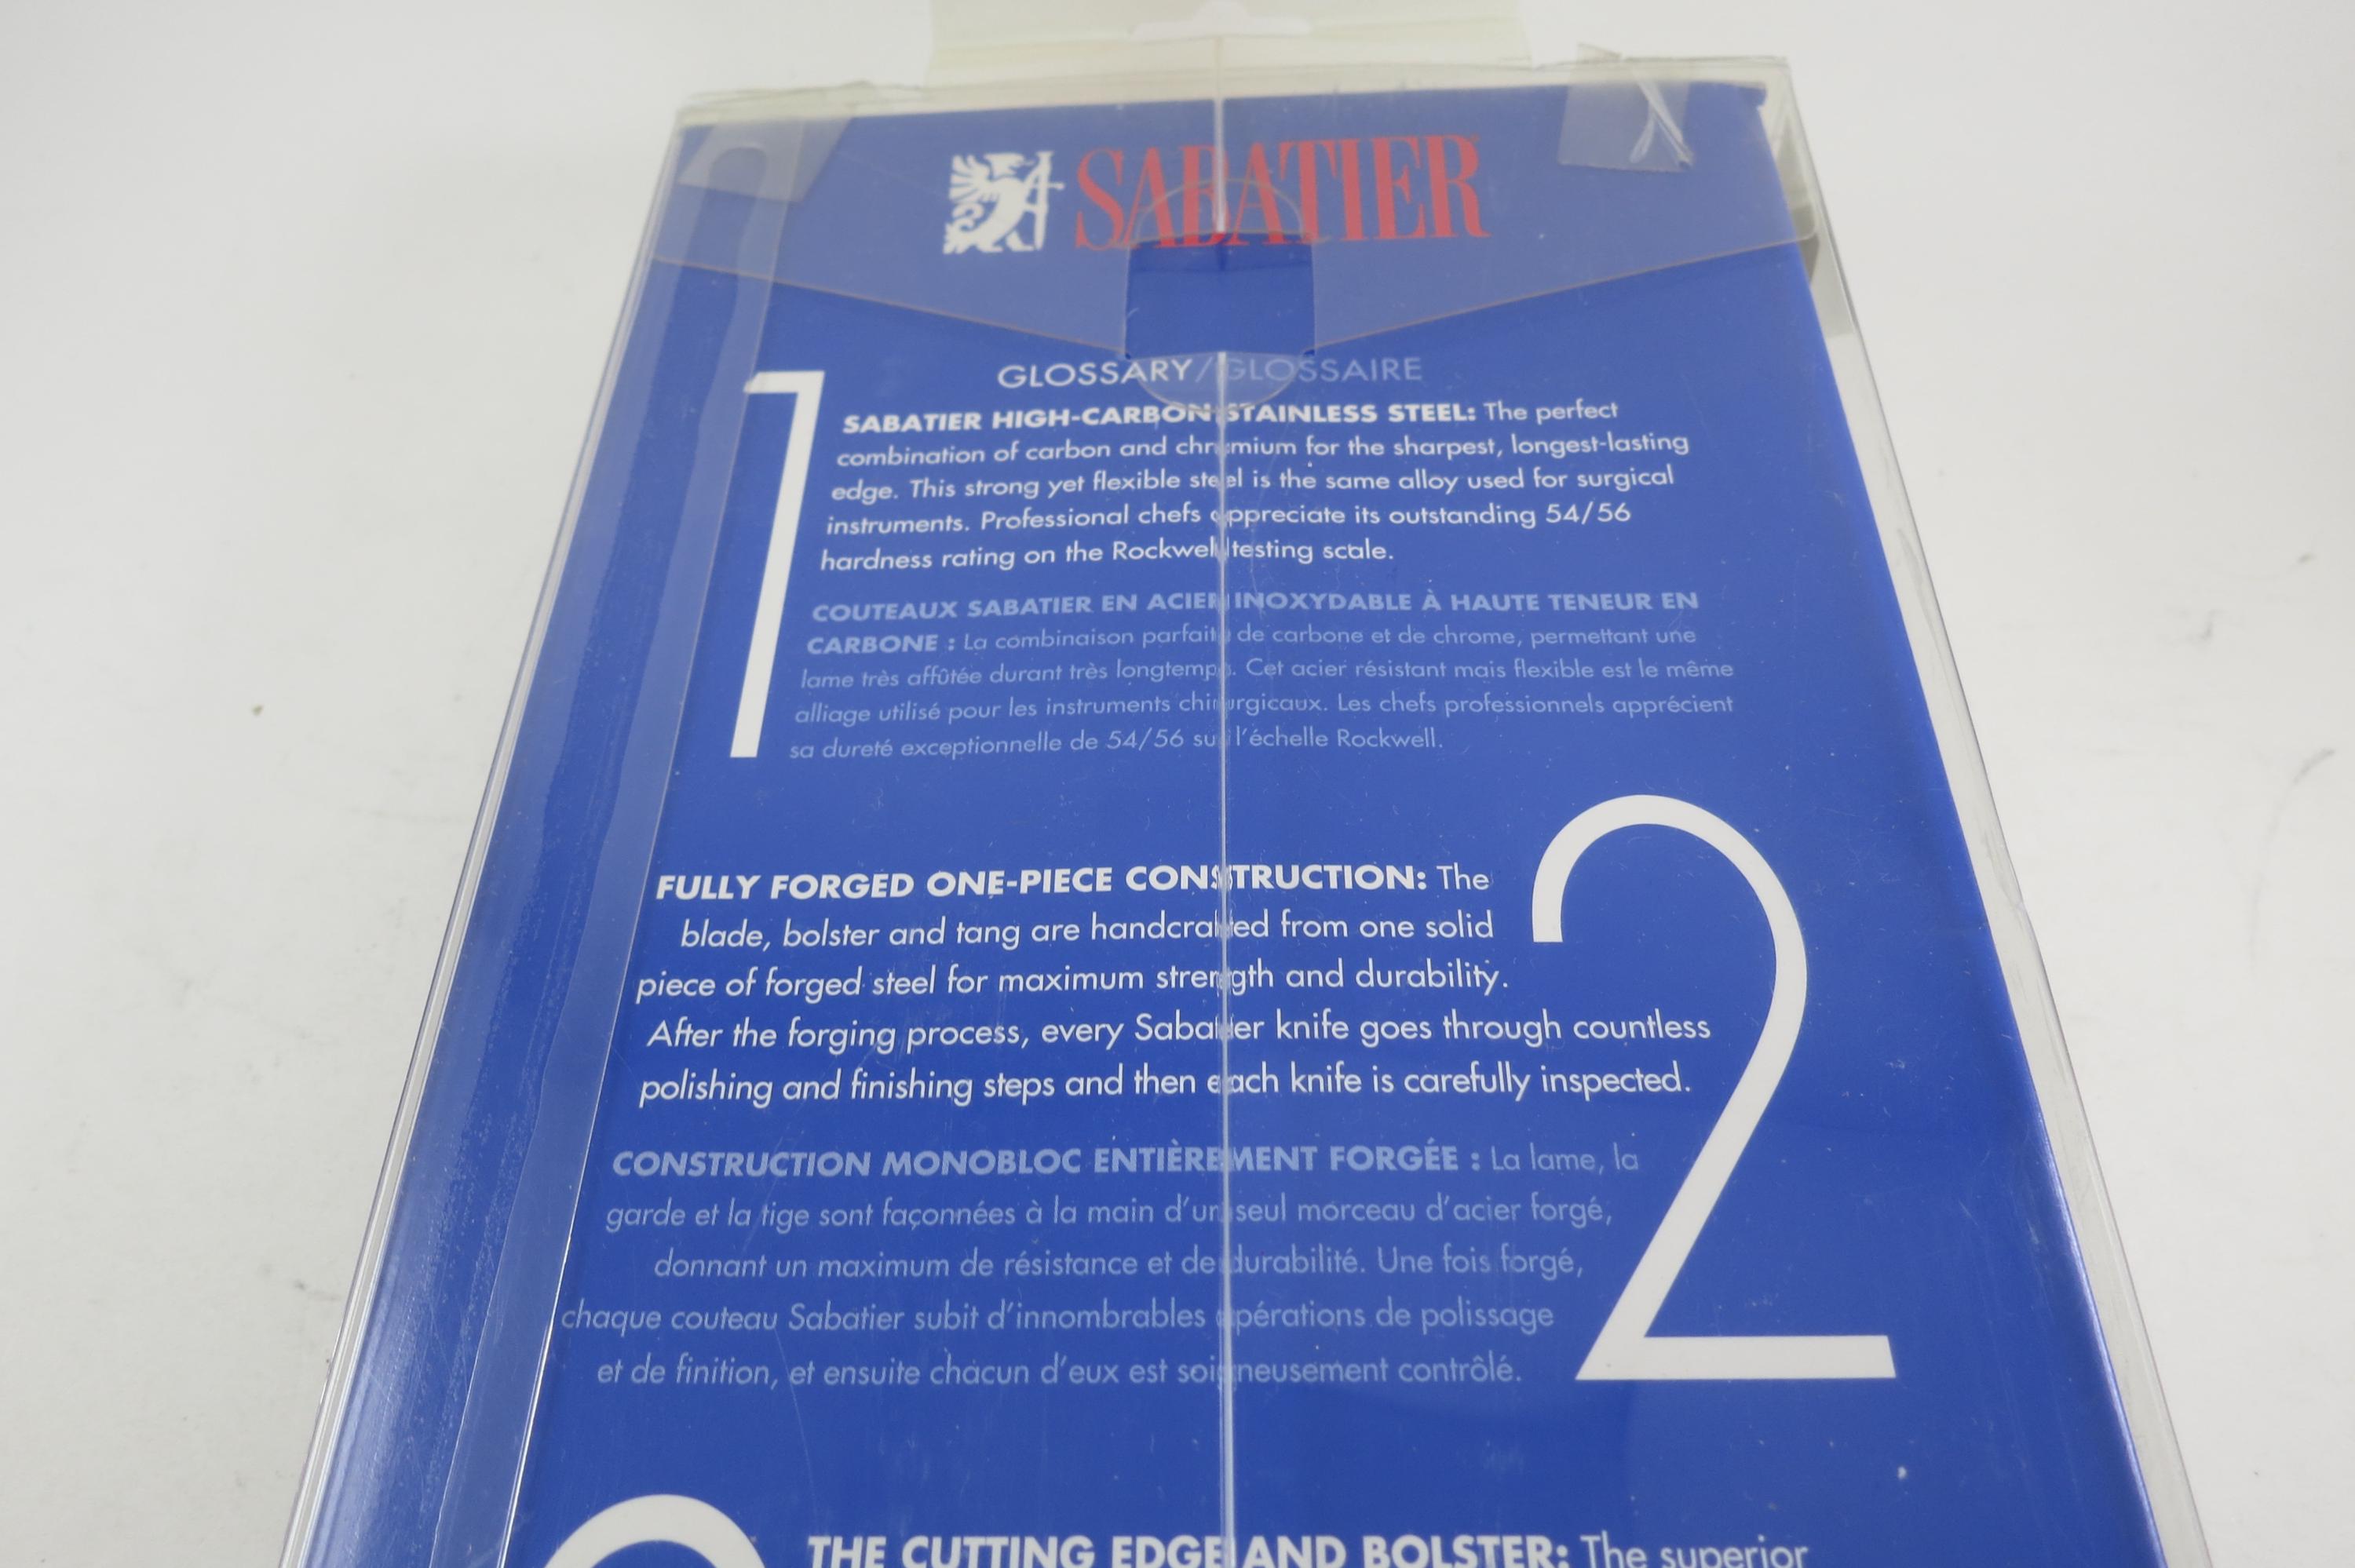 SABATIER
GLOSSARY/GLOSSAIRE
1
SABATIER HIGH-CARBON STAINLESS STEEL: The perfect
combination of carbon and chromium for the sharpest, longest-lasting
edge. This strong yet flexible steel is the same alloy used for surgical
instruments. Professional chefs appreciate its outstanding 54/56
hardness rating on the Rockwell testing scale.
COUTEAUX SABATIER EN ACIER INOXYDABLE À HAUTE TENEUR EN
CARBONE : La combinaison parfaite de carbone et de chrome, permettant une
lame très affûtée durant très longtemps. Cet acier résistant mais flexible est le même
alliage utilisé pour les instruments chirurgicaux. Les chefs professionnels apprécient
sa dureté exceptionnelle de 54/56 sur l'échelle Rockwell.
2
FULLY FORGED ONE-PIECE CONSTRUCTION: The
blade, bolster and tang are handcrafted from one solid
piece of forged steel for maximum strength and durability.
After the forging process, every Sabatier knife goes through countless
polishing and finishing steps and then each knife is carefully inspected.
CONSTRUCTION MONOBLOC ENTIÈREMENT FORGÉE : La lame, la
garde et la tige sont façonnées à la main d'un seul morceau d'acier forgé,
donnant un maximum de résistance et de durabilité. Une fois forgé,
chaque couteau Sabatier subit d'innombrables opérations de polissage
et de finition, et ensuite chacun d'eux est soigneusement contrôlé.
THE CUTTING EDGE AND BOLSTER: The superior